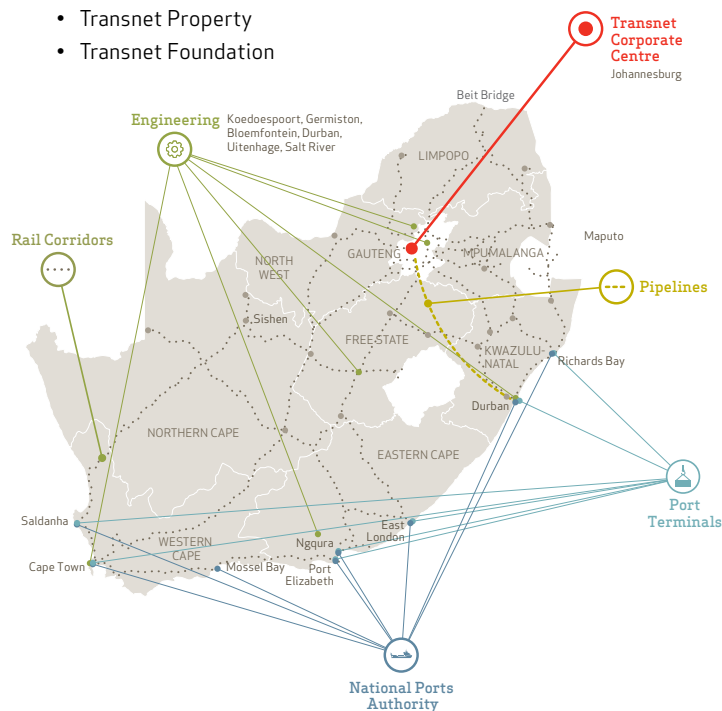 • Transnet Property
• Transnet Foundation
Transnet
Corporate
Centre
Johannesburg
Beit Bridge
Engineering
Koedoespoort, Germiston,
Bloemfontein, Durban,
Uitenhage, Salt River
LIMPOPO
Rail Corridors
Maputo
GAUTENG
MPUMALANGA
NORTH
WEST
Pipelines
Sishen
FREE STATE
KWAZULU-
NATAL
Richards Bay
Durban
NORTHERN CAPE
EASTERN CAPE
Port
Terminals
Saldanha
East
London
WESTERN
CAPE
Ngqura
Cape Town
Mossel Bay
Port
Elizabeth
National Ports
Authority